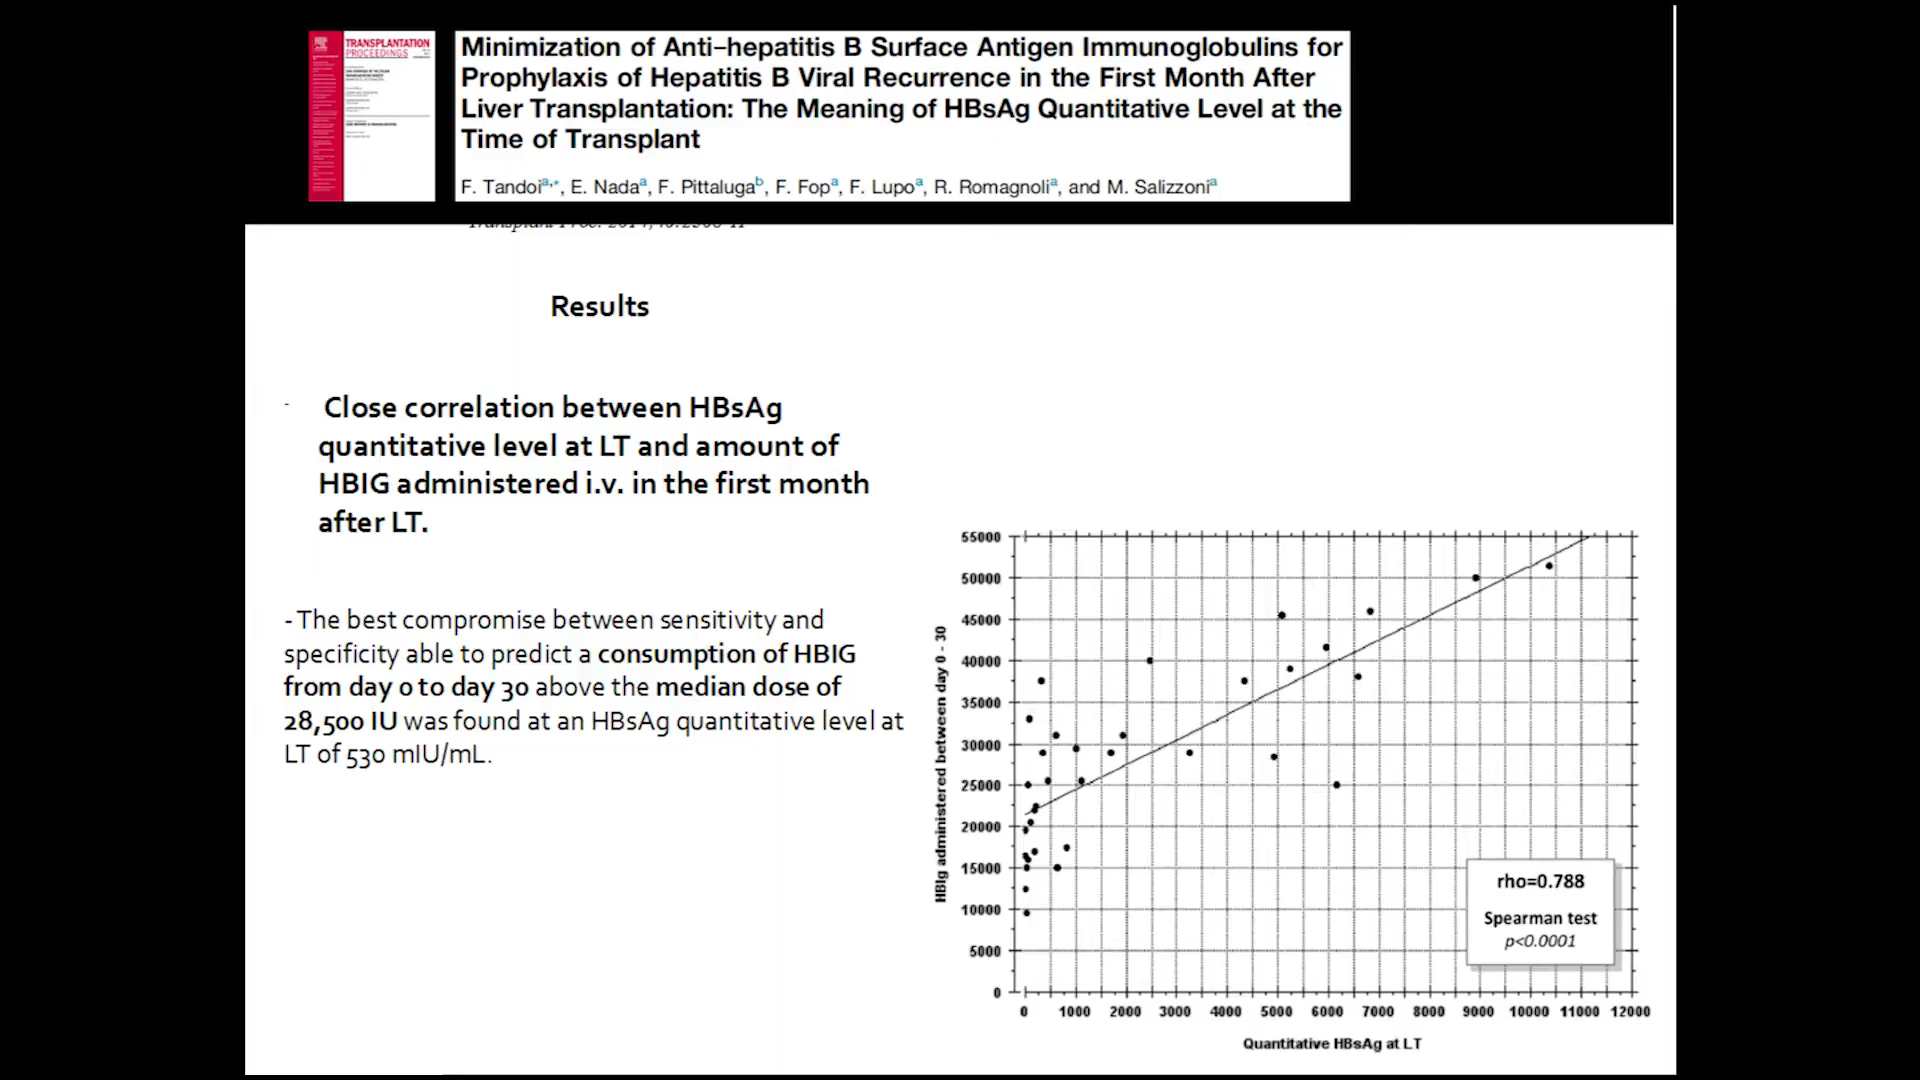 TRANSPLANTATION
PROCEEDINGS
Minimization of Anti–hepatitis B Surface Antigen Immunoglobulins for
Prophylaxis of Hepatitis B Viral Recurrence in the First Month After
Liver Transplantation: The Meaning of HBsAg Quantitative Level at the
Time of Transplant
F. Tandoia,*, E. Nadaa, F. Pittalugab, F. Fopa, F. Lupoa, R. Romagnolia, and M. Salizzonia
Results
- Close correlation between HBsAg
quantitative level at LT and amount of
HBIG administered i.v. in the first month
after LT.
- The best compromise between sensitivity and
specificity able to predict a consumption of HBIG
from day 0 to day 30 above the median dose of
28,500 IU was found at an HBsAg quantitative level at
LT of 530 mIU/mL.
HBIg administered between day 0 - 30
55000
50000
45000
40000
35000
30000
25000
20000
15000
10000
5000
0
rho=0.788
Spearman test
p<0.0001
0 1000 2000 3000 4000 5000 6000 7000 8000 9000 10000 11000 12000
Quantitative HBsAg at LT